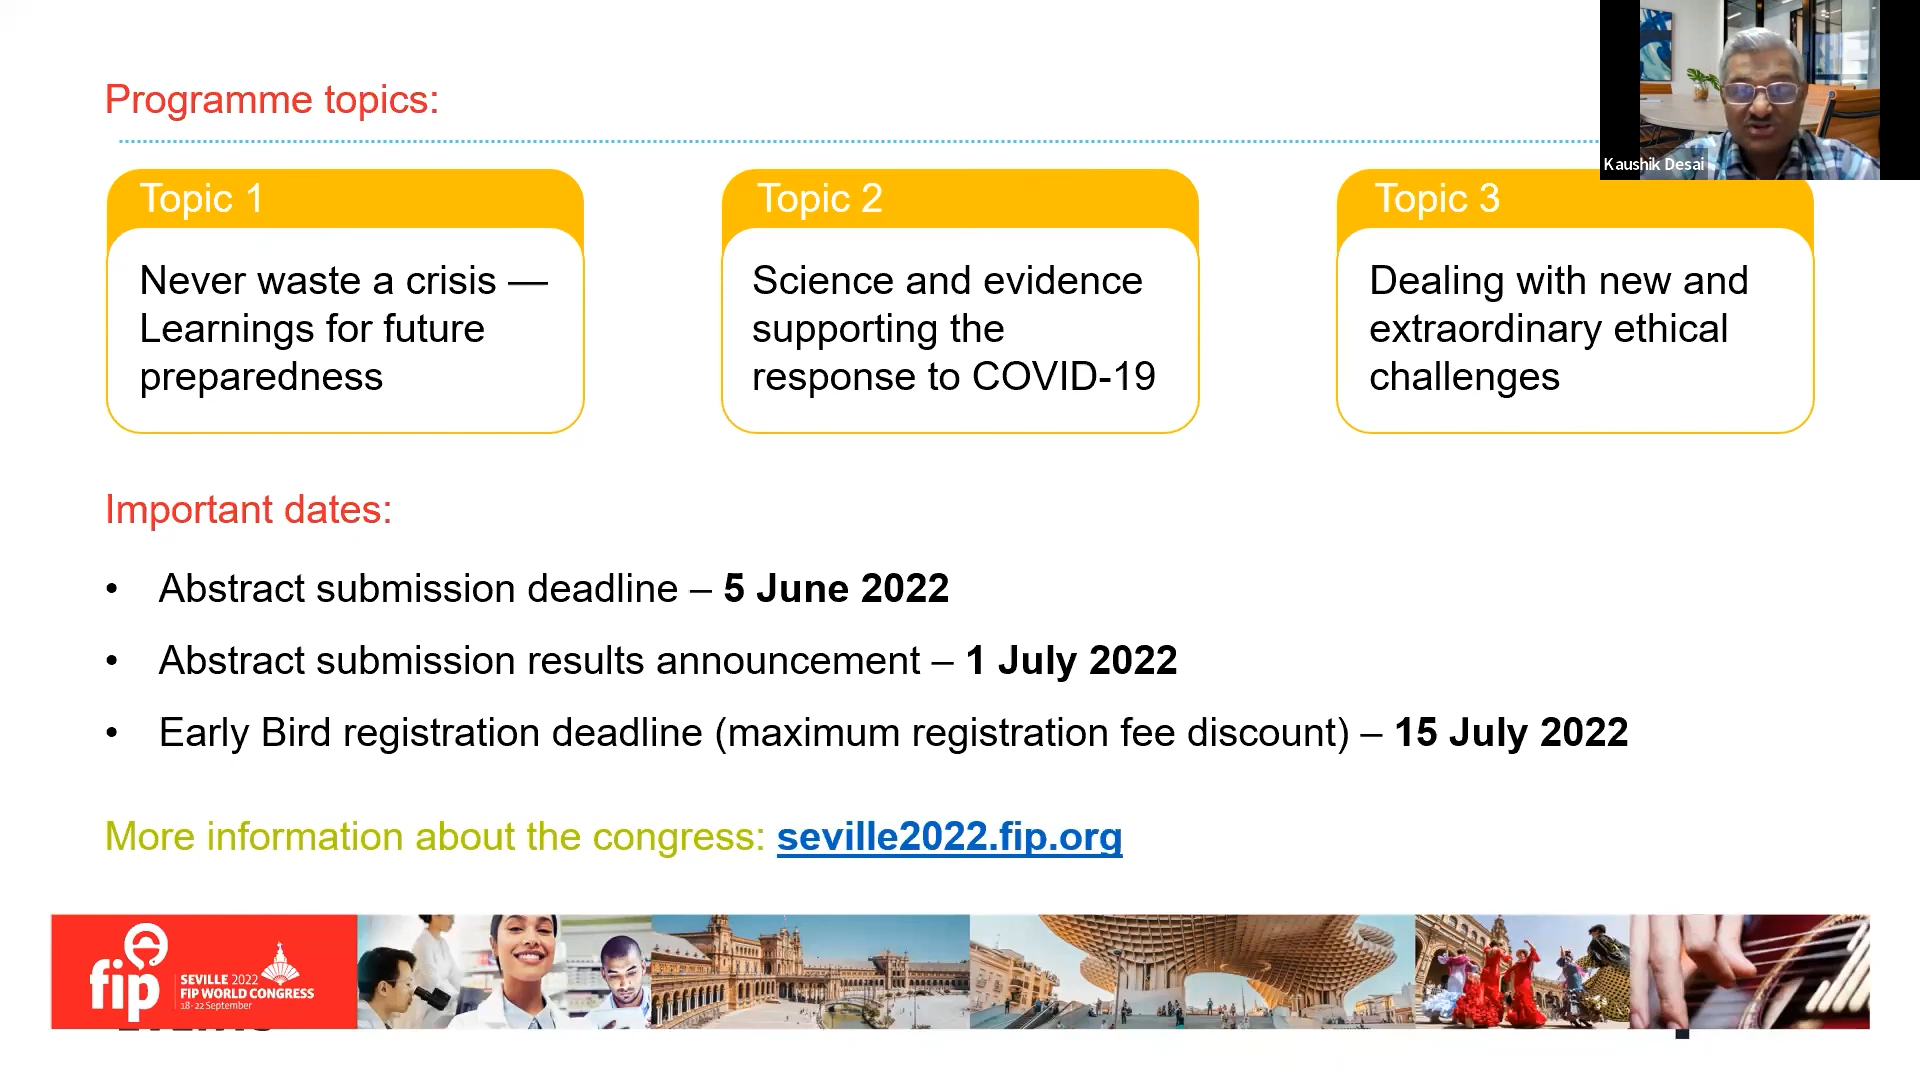 Programme topics:
Kaushik Desai
Topic 1
Never waste a crisis —
Learnings for future
preparedness
Topic 2
Science and evidence
supporting the
response to COVID-19
Topic 3
Dealing with new and
extraordinary ethical
challenges
Important dates:
• Abstract submission deadline – 5 June 2022
• Abstract submission results announcement – 1 July 2022
• Early Bird registration deadline (maximum registration fee discount) – 15 July 2022
More information about the congress: seville2022.fip.org
fip
SEVILLE 2022
FIP WORLD CONGRESS
18-22 September